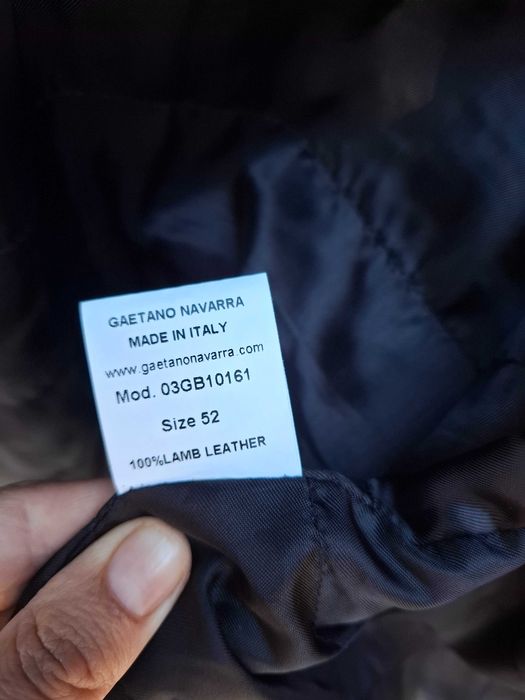 GAETANO NAVARRA
MADE IN ITALY
www.gaetanonavarra.com
Mod. 03GB10161
Size 52
100%LAMB LEATHER